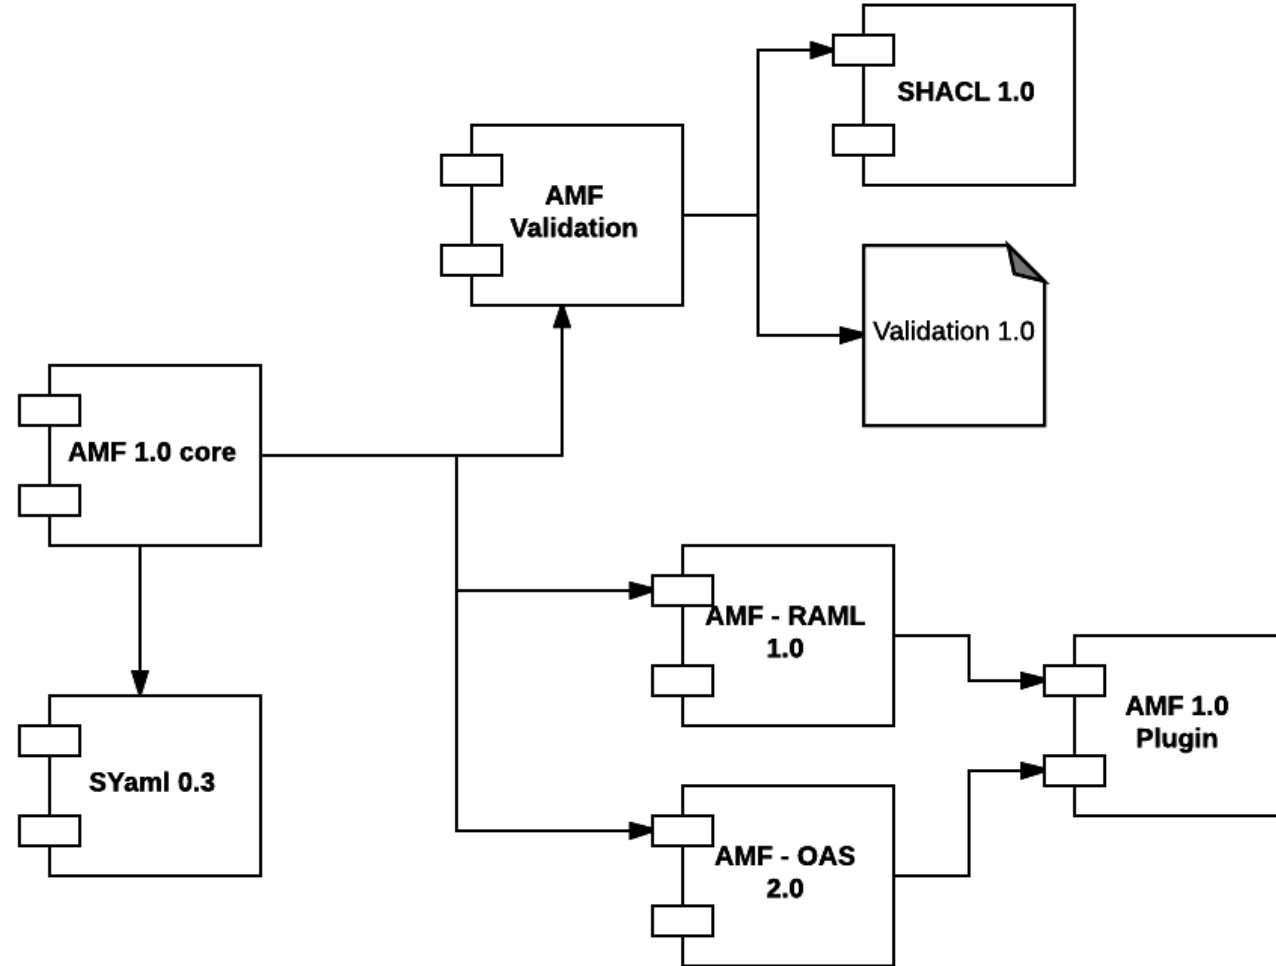 SHACL 1.0
AMF
Validation
Validation 1.0
AMF 1.0 core
AMF - RAML
1.0
AMF 1.0
Plugin
SYaml 0.3
AMF - OAS
2.0